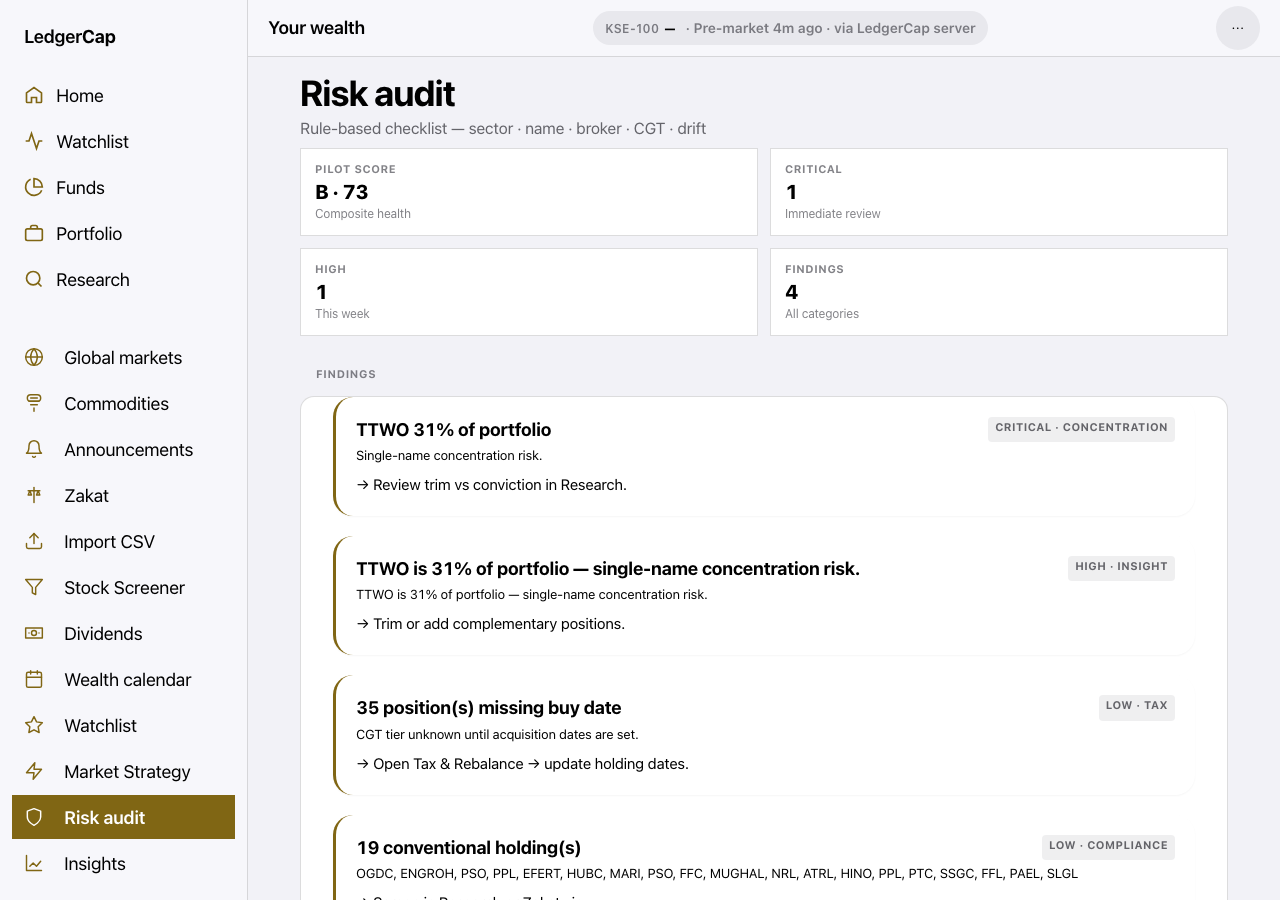 LedgerCap
Home
Watchlist
Funds
Portfolio
Research
Global markets
Commodities
Announcements
Zakat
Import CSV
Stock Screener
Dividends
Wealth calendar
Watchlist
Market Strategy
Risk audit
Insights
Your wealth
KSE-100 — · Pre-market 4m ago · via LedgerCap server
...
Risk audit
Rule-based checklist — sector · name · broker · CGT · drift
PILOT SCORE
B · 73
Composite health
CRITICAL
1
Immediate review
HIGH
1
This week
FINDINGS
4
All categories
FINDINGS
TTWO 31% of portfolio
CRITICAL · CONCENTRATION
Single-name concentration risk.
→ Review trim vs conviction in Research.
TTWO is 31% of portfolio — single-name concentration risk.
HIGH · INSIGHT
TTWO is 31% of portfolio — single-name concentration risk.
→ Trim or add complementary positions.
35 position(s) missing buy date
LOW · TAX
CGT tier unknown until acquisition dates are set.
→ Open Tax & Rebalance → update holding dates.
19 conventional holding(s)
LOW · COMPLIANCE
OGDC, ENGROH, PSO, PPL, EFERT, HUBC, MARI, PSO, FFC, MUGHAL, NRL, ATRL, HINO, PPL, PTC, SSGC, FFL, PAEL, SLGL